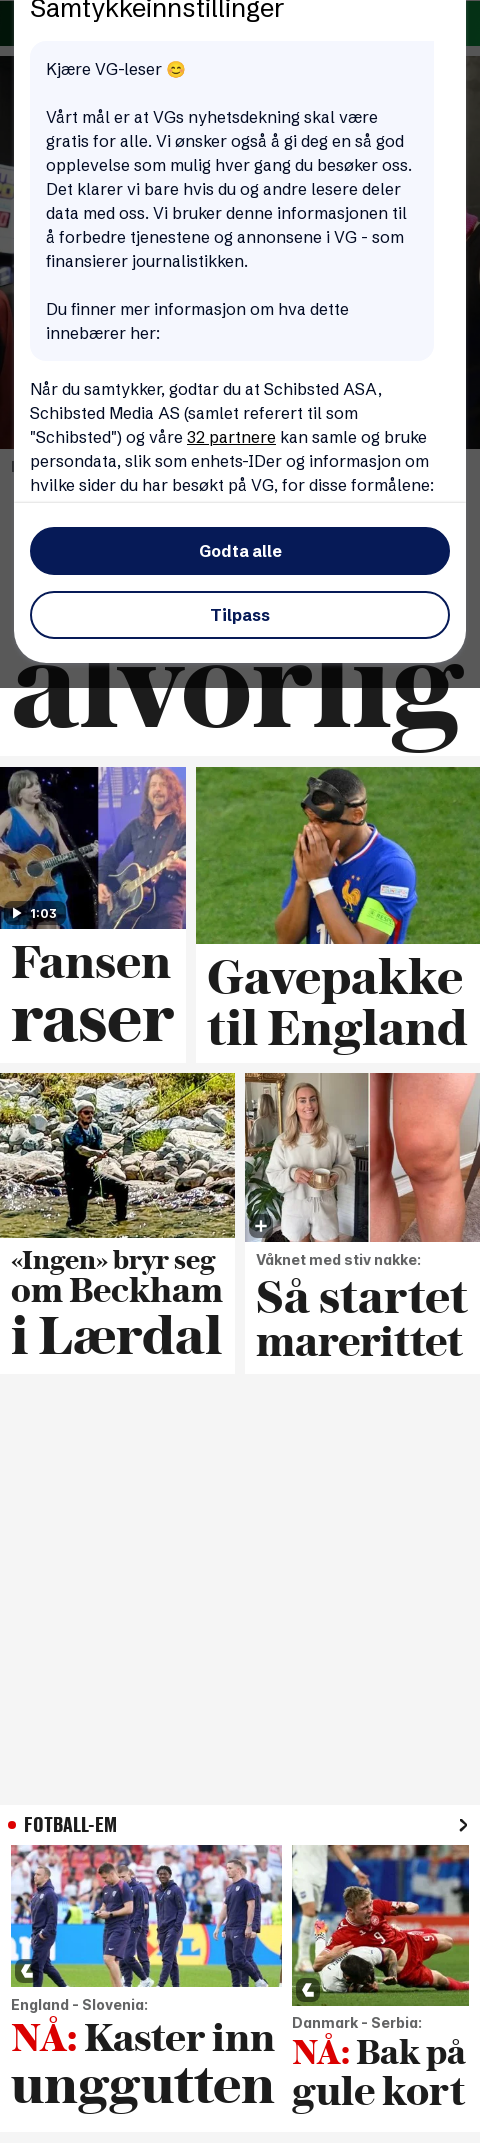 Samtykkeinnstillinger
Kjære VG-leser 😊
Vårt mål er at VGs nyhetsdekning skal være
gratis for alle. Vi ønsker også å gi deg en så god
opplevelse som mulig hver gang du besøker oss.
Det klarer vi bare hvis du og andre lesere deler
data med oss. Vi bruker denne informasjonen til
å forbedre tjenestene og annonsene i VG - som
finansierer journalistikken.
Du finner mer informasjon om hva dette
innebærer her:
Når du samtykker, godtar du at Schibsted ASA,
Schibsted Media AS (samlet referert til som
"Schibsted") og våre 32 partnere kan samle og bruke
persondata, slik som enhets-IDer og informasjon om
hvilke sider du har besøkt på VG, for disse formålene:
Godta alle
Tilpass
alvorlig
1:03
Fansen
raser
Gavepakke
til England
«Ingen» bryr seg
om Beckham
i Lærdal
Våknet med stiv nakke:
Så startet
marerittet
FOTBALL-EM
England - Slovenia:
NÅ: Kaster inn
unggutten
Danmark - Serbia:
NÅ: Bak på
gule kort